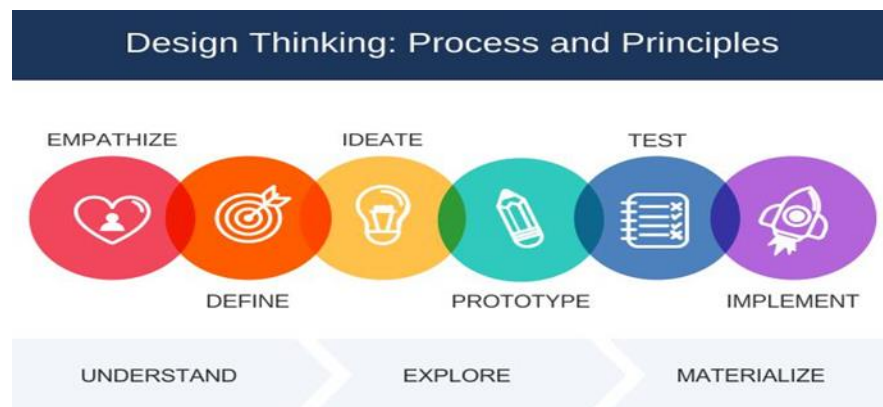 Design Thinking: Process and Principles
EMPATHIZE
IDEATE
TEST
DEFINE
PROTOTYPE
IMPLEMENT
UNDERSTAND
EXPLORE
MATERIALIZE